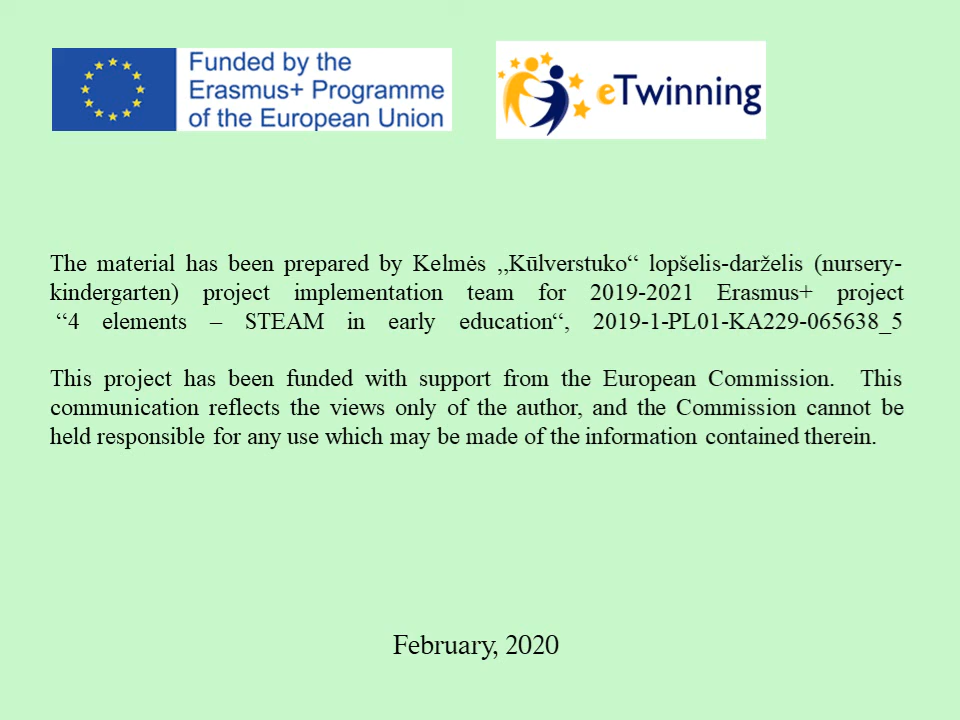 Funded by the
Erasmus+ Programme
of the European Union
eTwinning
The material has been prepared by Kelmės „Kūlverstuko“ lopšelis-darželis (nursery-
kindergarten) project implementation team for 2019-2021 Erasmus+ project
“4 elements – STEAM in early education“, 2019-1-PL01-KA229-065638_5
This project has been funded with support from the European Commission. This
communication reflects the views only of the author, and the Commission cannot be
held responsible for any use which may be made of the information contained therein.
February, 2020